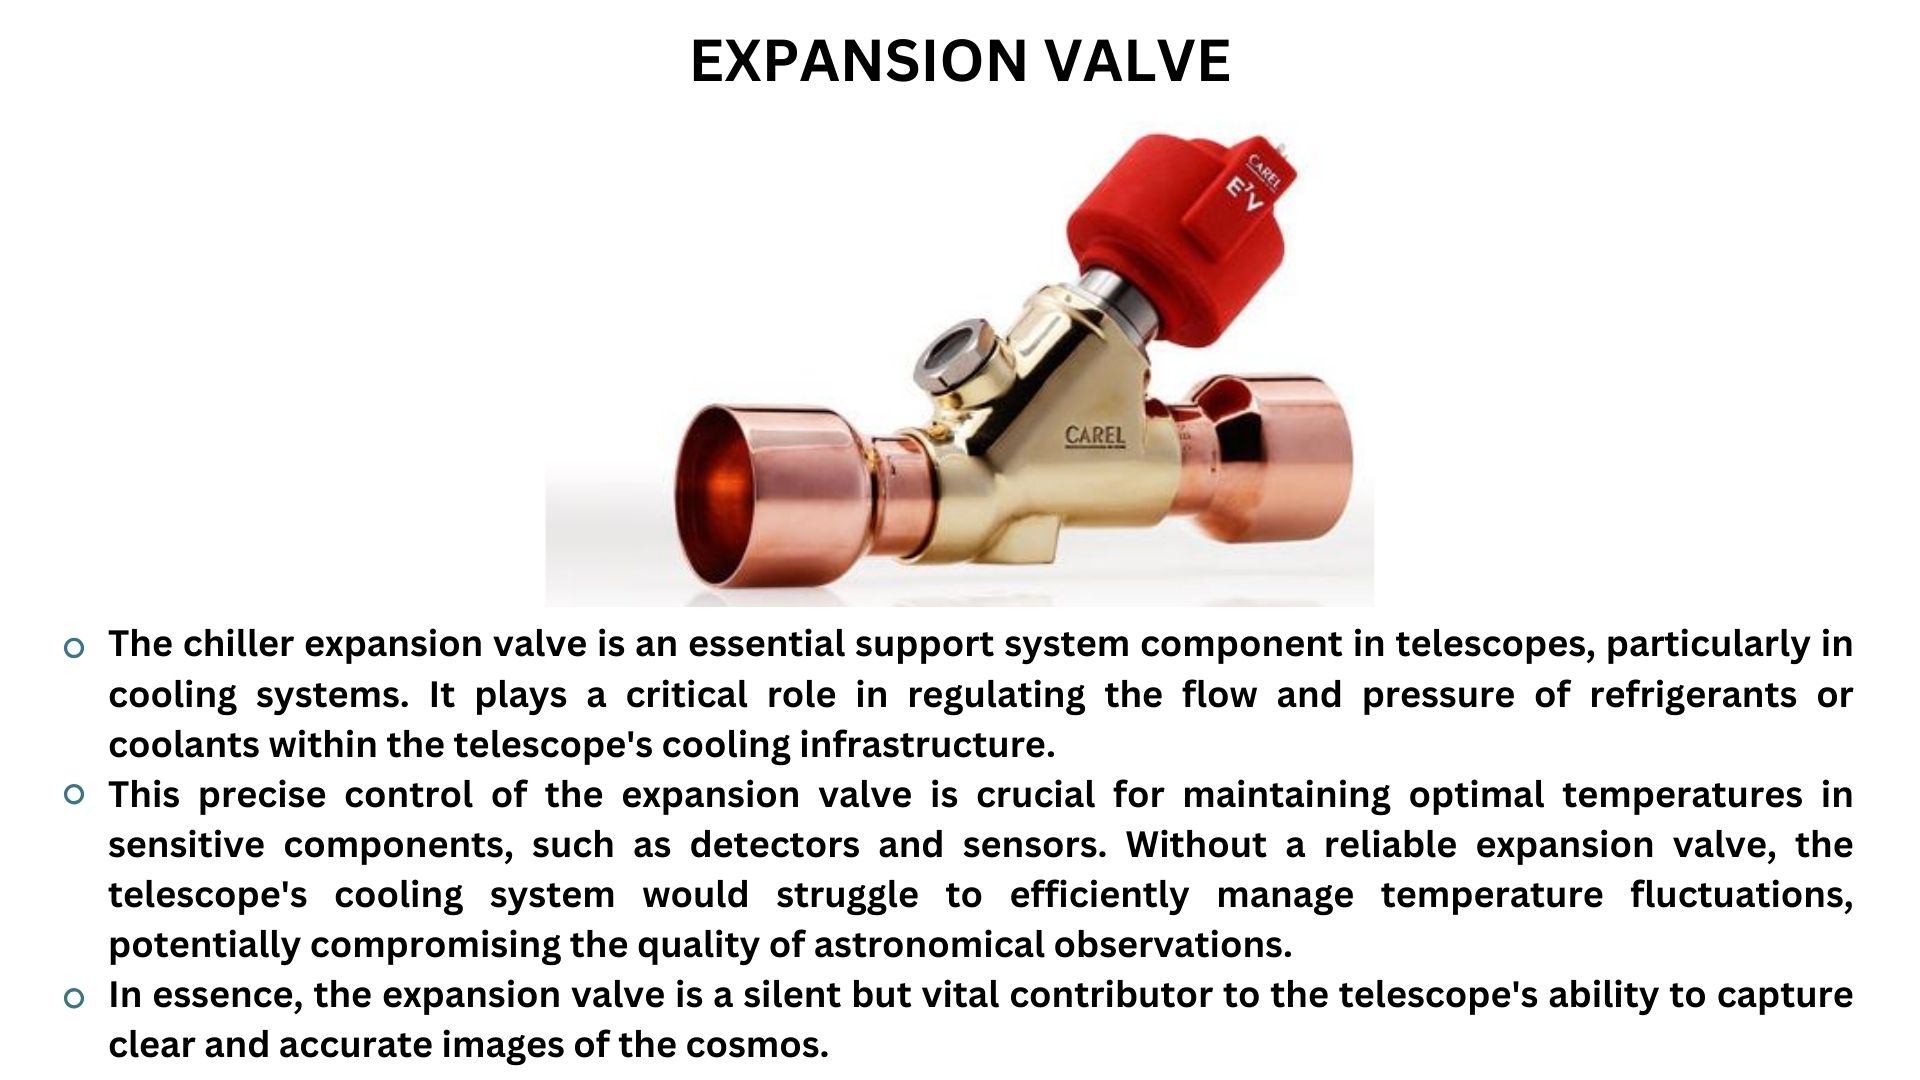 EXPANSION VALVE
CAREL
E⁷V
CAREL
The chiller expansion valve is an essential support system component in telescopes, particularly in
cooling systems. It plays a critical role in regulating the flow and pressure of refrigerants or
coolants within the telescope's cooling infrastructure.
This precise control of the expansion valve is crucial for maintaining optimal temperatures in
sensitive components, such as detectors and sensors. Without a reliable expansion valve, the
telescope's cooling system would struggle to efficiently manage temperature fluctuations,
potentially compromising the quality of astronomical observations.
In essence, the expansion valve is a silent but vital contributor to the telescope's ability to capture
clear and accurate images of the cosmos.